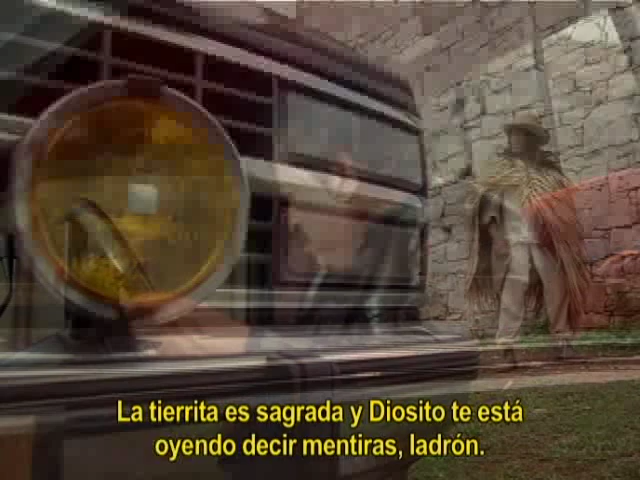 La tierrita es sagrada y Diosito te está
oyendo decir mentiras, ladrón.